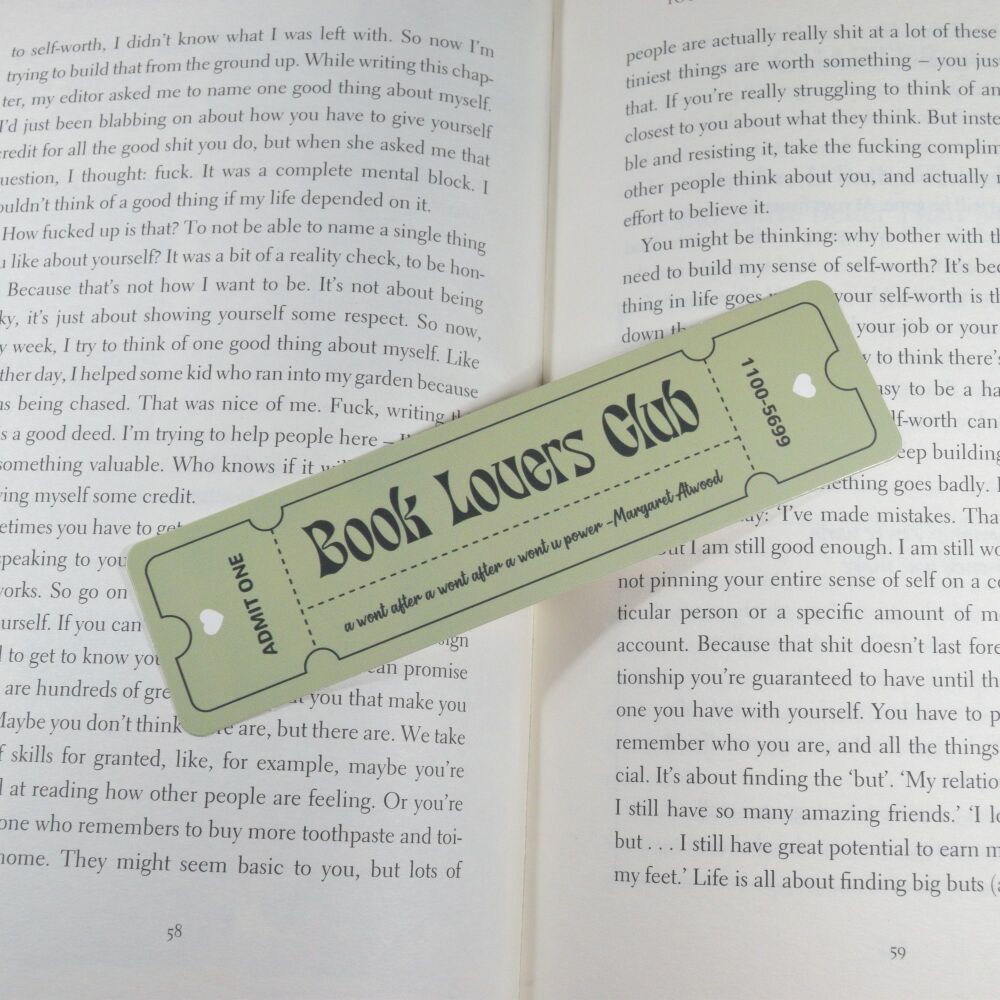 to self-worth, I didn't know what I was left with. So now I'm
trying to build that from the ground up. While writing this chap-
ter, my editor asked me to name one good thing about myself.
I'd just been blabbing on about how you have to give yourself
credit for all the good shit you do, but when she asked me that
question, I thought: fuck. It was a complete mental block. I
couldn't think of a good thing if my life depended on it.
How fucked up is that? To not be able to name a single thing
like about yourself? It was a bit of a reality check, to be hon-
Because that's not how I want to be. It's not about being
it's just about showing yourself some respect. So now,
week, I try to think of one good thing about myself. Like
other day, I helped some kid who ran into my garden because
being chased. That was nice of me. Fuck, writing
is a good deed. I'm trying to help people here –
something valuable. Who knows if it
myself some credit.
you have to get
speaking to you
works. So go on
If you can
to get to know you
can promise
are hundreds of you that make you
Maybe you don't think are, but there are. We take
skills for granted, like, for example, maybe you're
at reading how other people are feeling. Or you're
one who remembers to buy more toothpaste and toi-
home. They might seem basic to you, but lots of
58
ADMIT ONE
Book Lovers Club
a wont after a wont after a wont u power -Margaret Atwood
1100-5699
people are actually really shit at a lot of these
tiniest things are worth something – you jus
that. If you're really struggling to think of an
closest to you about what they think. But inste
ble and resisting it, take the fucking complim
other people think about you, and actually
effort to believe it.
You might be thinking: why bother with th
need to build my sense of self-worth? It's bec
thing in life goes your self-worth is th
down your job or your
to think there's
easy to be a ha
self-worth can
keep building
goes badly. I
'I've made mistakes. Tha
but I am still good enough. I am still wo
not pinning your entire sense of self on a co
ticular person or a specific amount of m
account. Because that shit doesn't last fore
tionship you're guaranteed to have until th
one you have with yourself. You have to p
remember who you are, and all the things
cial. It's about finding the 'but'. 'My relatio
I still have so many amazing friends.' 'I lo
but . . . I still have great potential to earn m
my feet.' Life is all about finding big buts (a
59